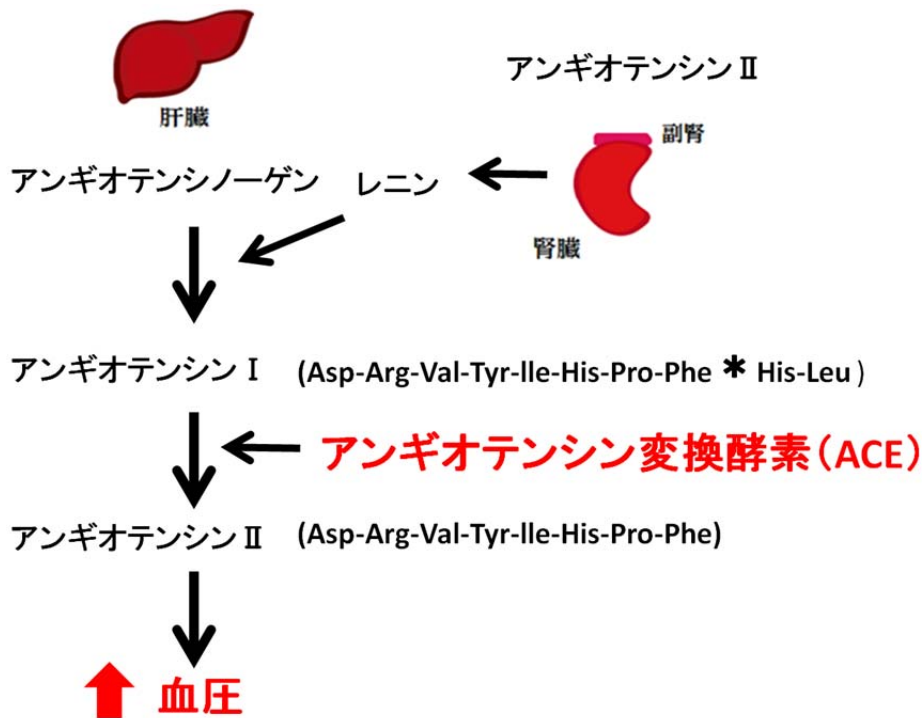 肝臓
アンギオテンシンⅡ
副腎
アンギオテンシノーゲン レニン
腎臓
アンギオテンシンⅠ (Asp-Arg-Val-Tyr-lle-His-Pro-Phe * His-Leu)
アンギオテンシン変換酵素(ACE)
アンギオテンシンⅡ (Asp-Arg-Val-Tyr-lle-His-Pro-Phe)
血圧